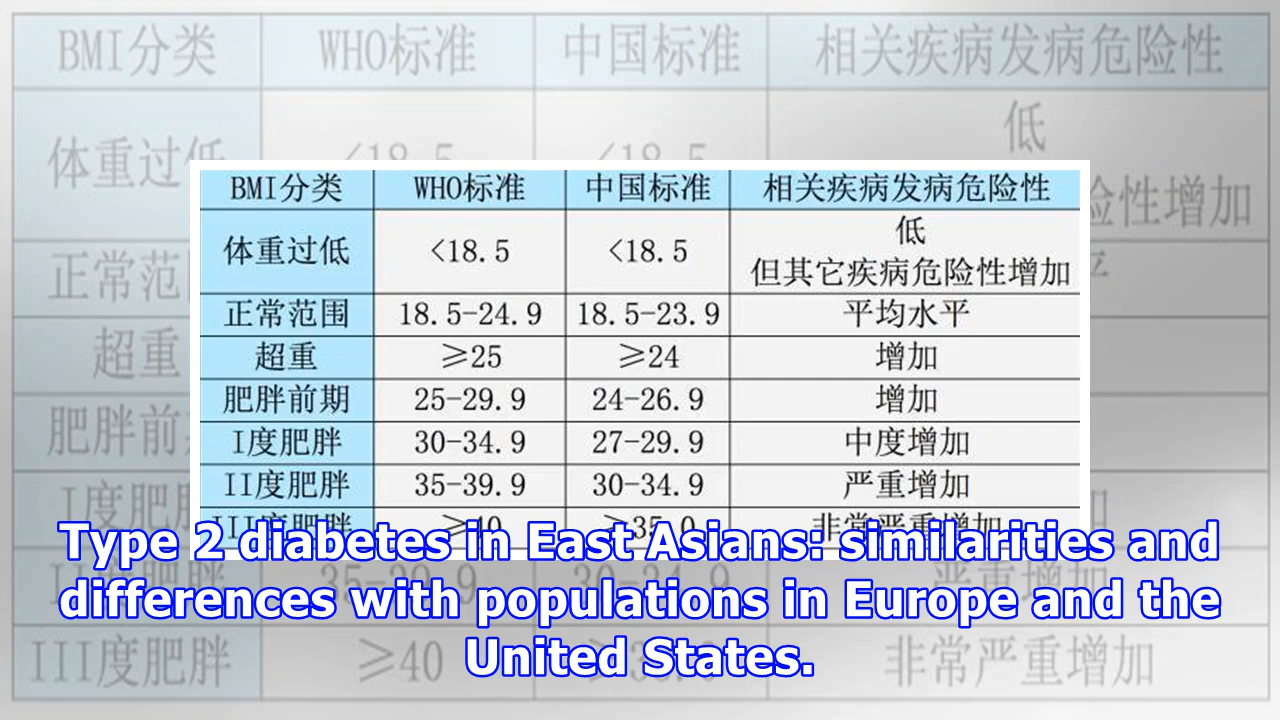 BMI分类 WHO标准 中国标准 相关疾病发病危险性
体重过低 <18.5 <18.5 低
但其它疾病危险性增加
正常范围 18.5-24.9 18.5-23.9 平均水平
超重 ≥25 ≥24 增加
肥胖前期 25-29.9 24-26.9 增加
I度肥胖 30-34.9 27-29.9 中度增加
II度肥胖 35-39.9 30-34.9 严重增加
III度肥胖 ≥40 ≥35.0 非常严重增加
Type 2 diabetes in East Asians: similarities and
differences with populations in Europe and the
United States.